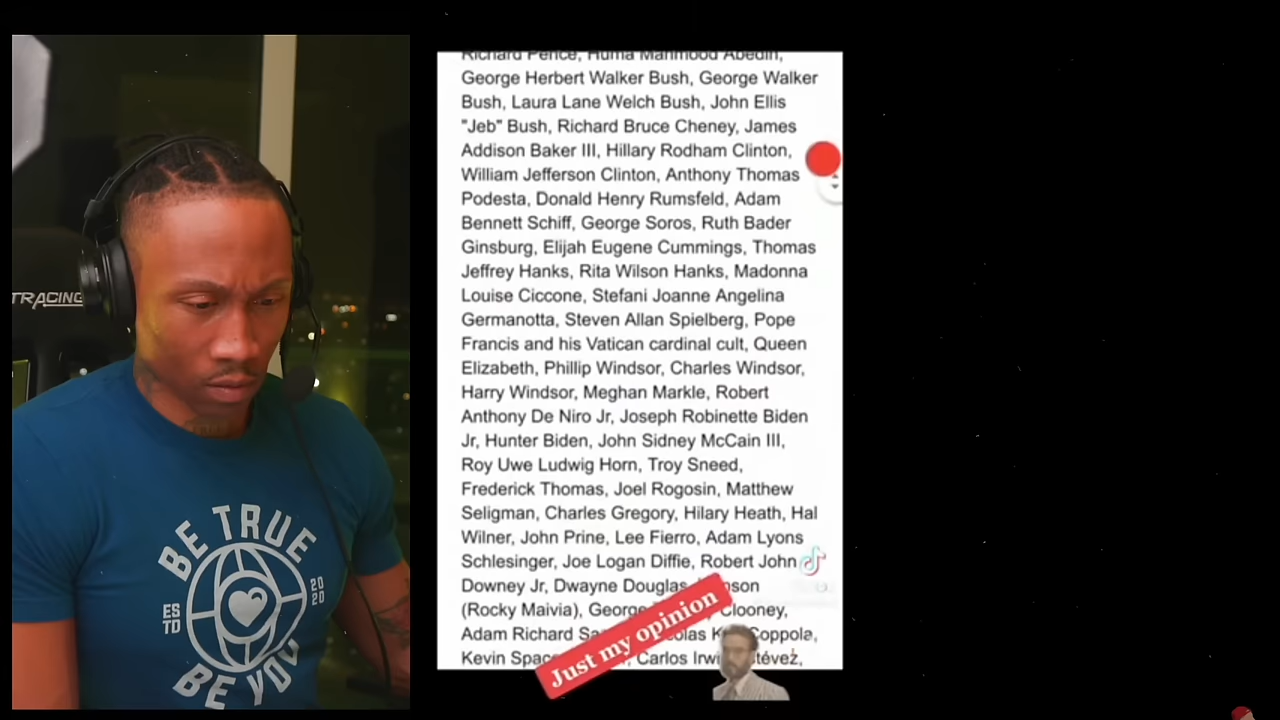 TRACING
BE TRUE
ES
TD
20
20
BE YOU
Richard Pence, Huma Mahmood Abedin,
George Herbert Walker Bush, George Walker
Bush, Laura Lane Welch Bush, John Ellis
"Jeb" Bush, Richard Bruce Cheney, James
Addison Baker III, Hillary Rodham Clinton,
William Jefferson Clinton, Anthony Thomas
Podesta, Donald Henry Rumsfeld, Adam
Bennett Schiff, George Soros, Ruth Bader
Ginsburg, Elijah Eugene Cummings, Thomas
Jeffrey Hanks, Rita Wilson Hanks, Madonna
Louise Ciccone, Stefani Joanne Angelina
Germanotta, Steven Allan Spielberg, Pope
Francis and his Vatican cardinal cult, Queen
Elizabeth, Phillip Windsor, Charles Windsor,
Harry Windsor, Meghan Markle, Robert
Anthony De Niro Jr, Joseph Robinette Biden
Jr, Hunter Biden, John Sidney McCain III,
Roy Uwe Ludwig Horn, Troy Sneed,
Frederick Thomas, Joel Rogosin, Matthew
Seligman, Charles Gregory, Hilary Heath, Hal
Wilner, John Prine, Lee Fierro, Adam Lyons
Schlesinger, Joe Logan Diffie, Robert John
Downey Jr, Dwayne Douglas
(Rocky Maivia), George Clooney,
Adam Richard Coppola,
Kevin Carlos
Just my opinion